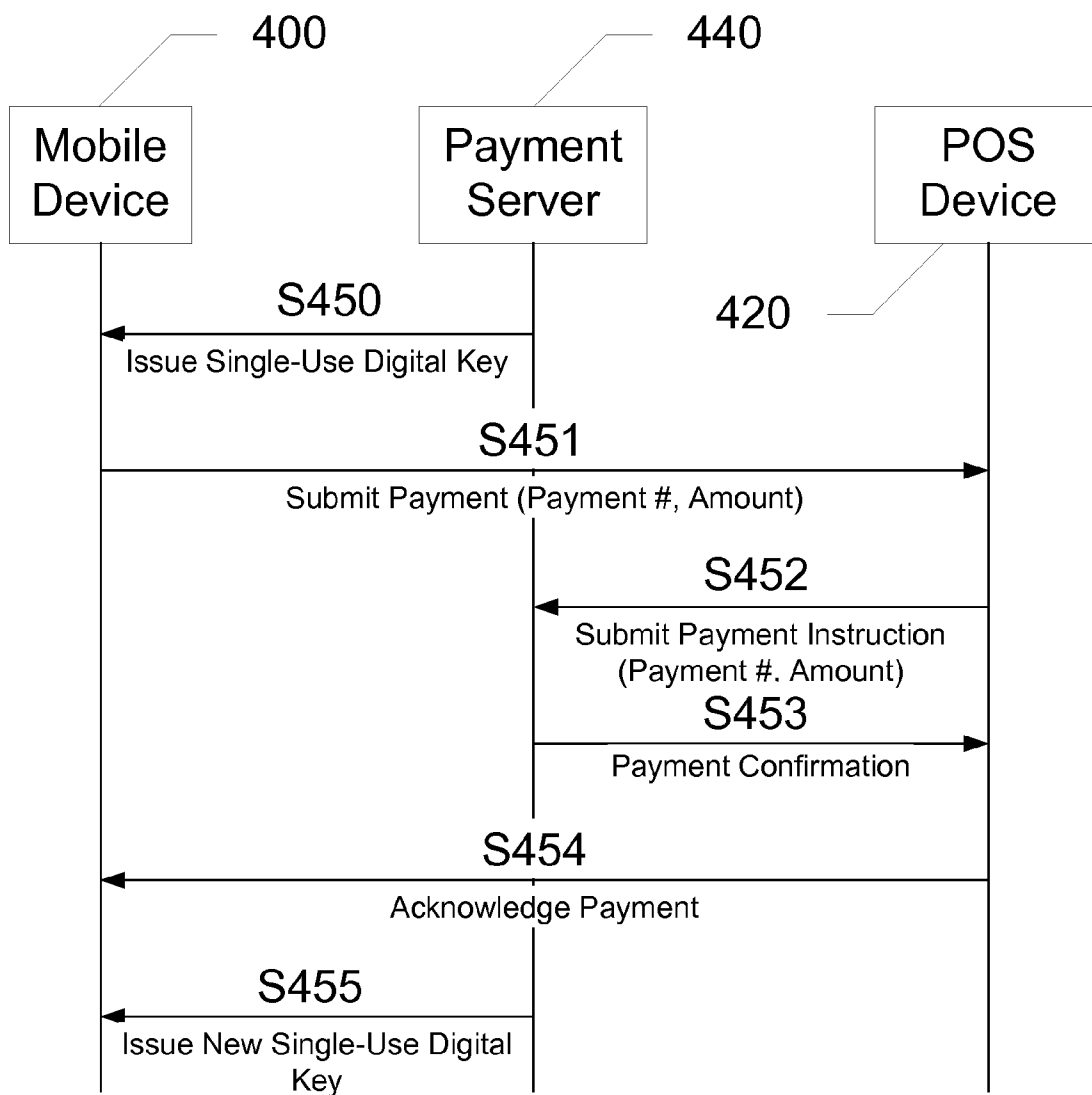 400
440
Mobile
Device
Payment
Server
POS
Device
420
S450
Issue Single-Use Digital Key
S451
Submit Payment (Payment #, Amount)
S452
Submit Payment Instruction
(Payment #, Amount)
S453
Payment Confirmation
S454
Acknowledge Payment
S455
Issue New Single-Use Digital
Key